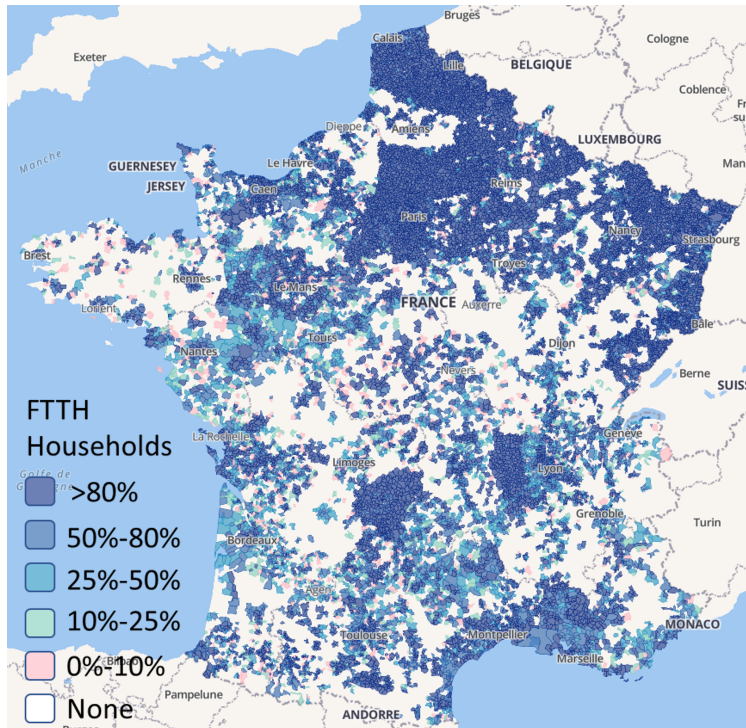 Bruges
Calais
Cologne
Exeter
Lille
BELGIQUE
Coblence
Dieppe
Amiens
LUXEMBOURG
Manche
GUERNESEY
Le Havre
JERSEY
Caen
Reims
Paris
Nancy
Strasbourg
Brest
Rennes
Troyes
Le Mans
Lorient
FRANCE
Auxerre
Bâle
Tours
Nantes
Dijon
Nevers
Berne
SUISS
FTTH
Households
La Rochelle
Genève
Golfe de
Limoges
Lyon
>80%
Grenoble
Turin
50%-80%
Bordeaux
25%-50%
Agen
10%-25%
Toulouse
Montpellier
MONACO
0%-10%
Marseille
Pampelune
None
ANDORRE